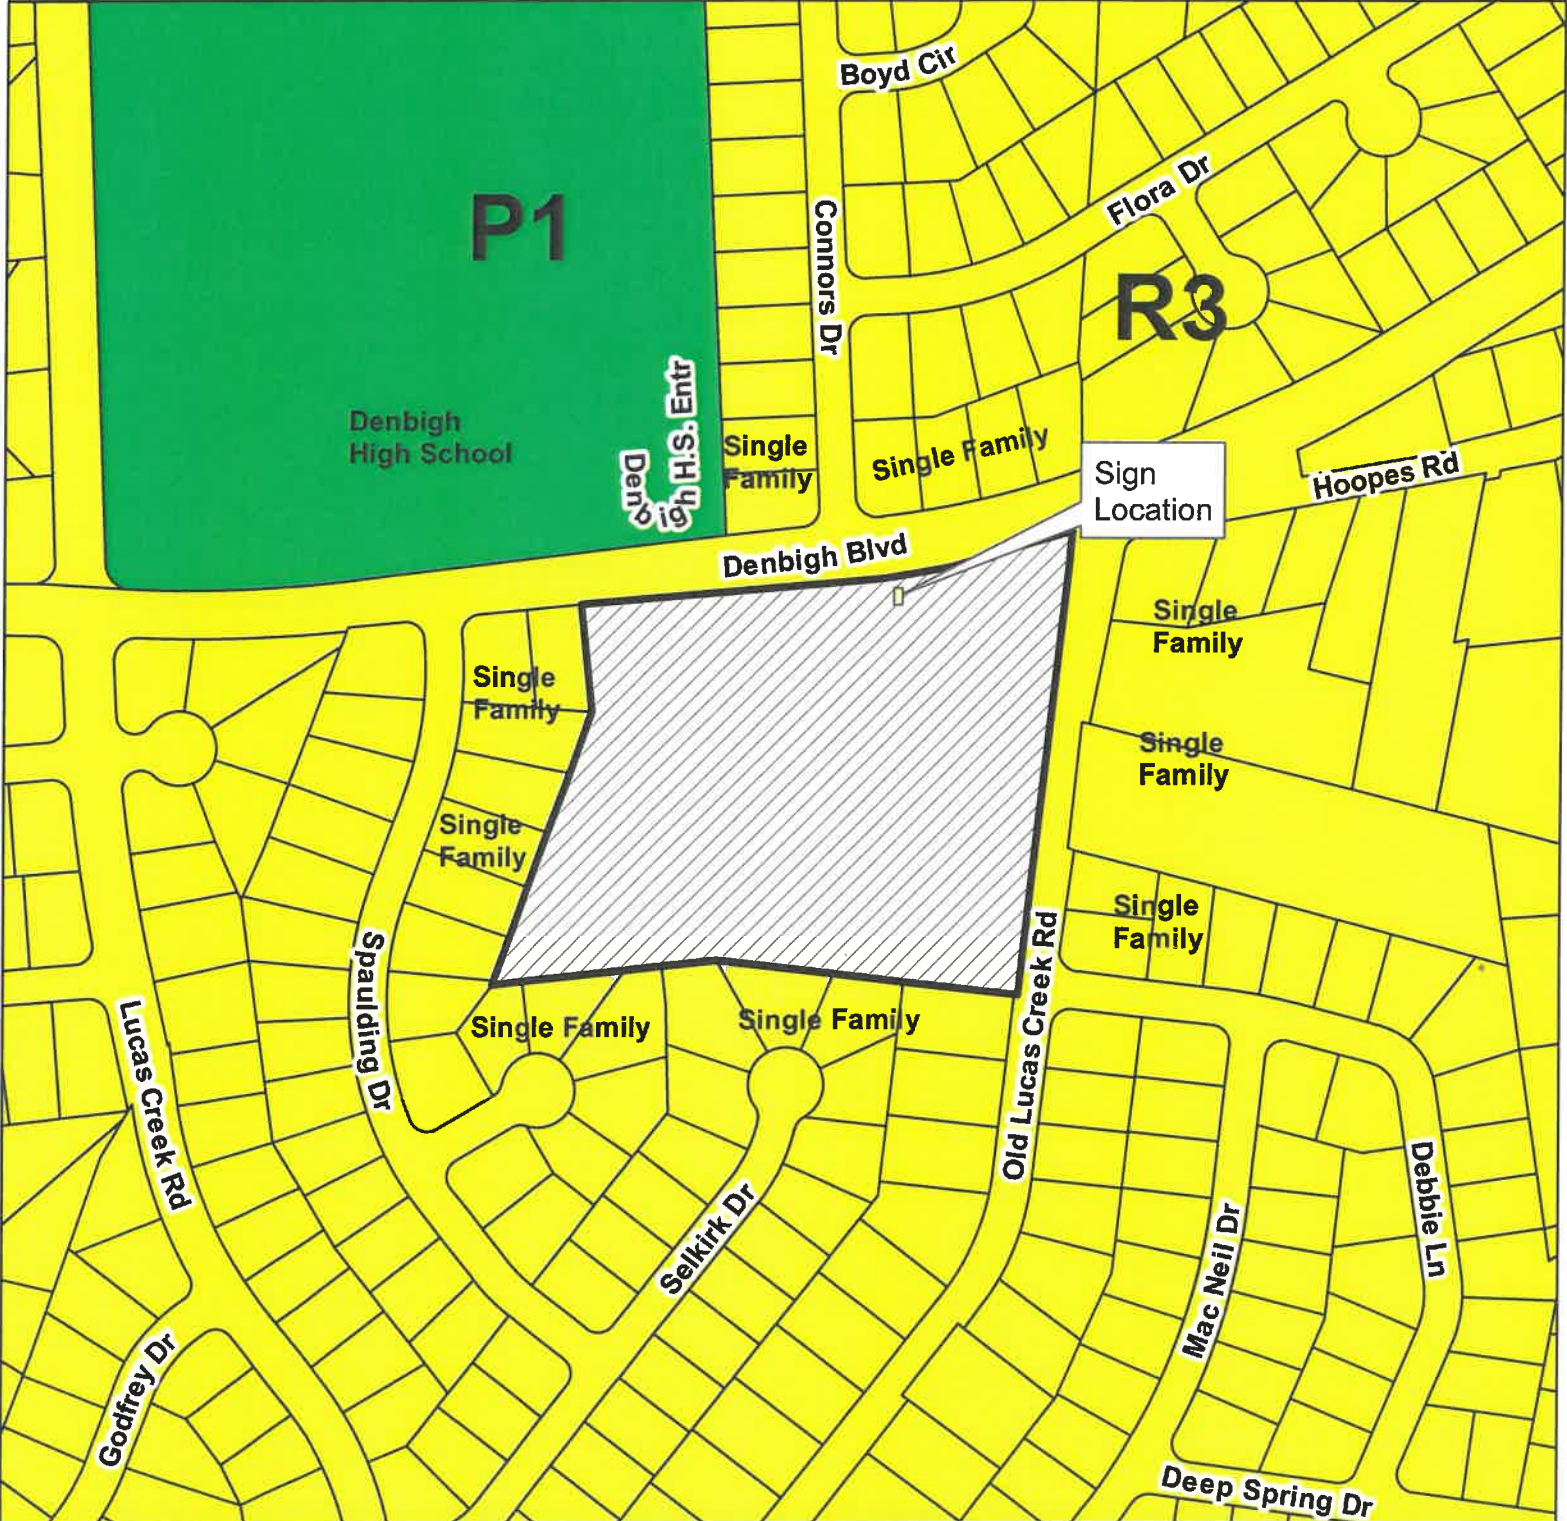 Boyd Cir
Flora Dr
P1
Connors Dr
R3
Denbigh
High School
Denbigh H.S. Entr
Single
Family
Single Family
Sign
Location
Hoopes Rd
Denbigh Blvd
Single
Family
Single
Family
Single
Family
Single
Family
Single
Family
Spaulding Dr
Lucas Creek Rd
Single Family
Single Family
Old Lucas Creek Rd
Selkirk Dr
Mac Neil Dr
Debbie Ln
Godfrey Dr
Deep Spring Dr